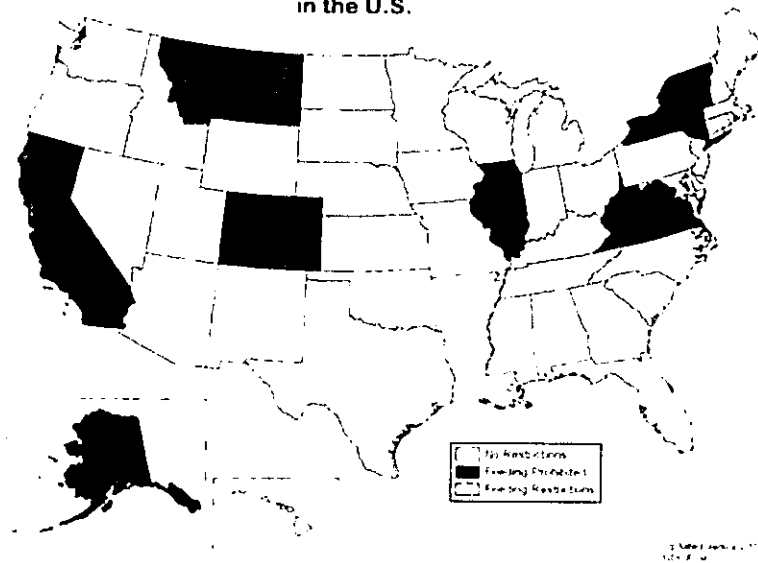 in the U.S.
No Restrictions
Feeding Prohibited
Feeding Restrictions